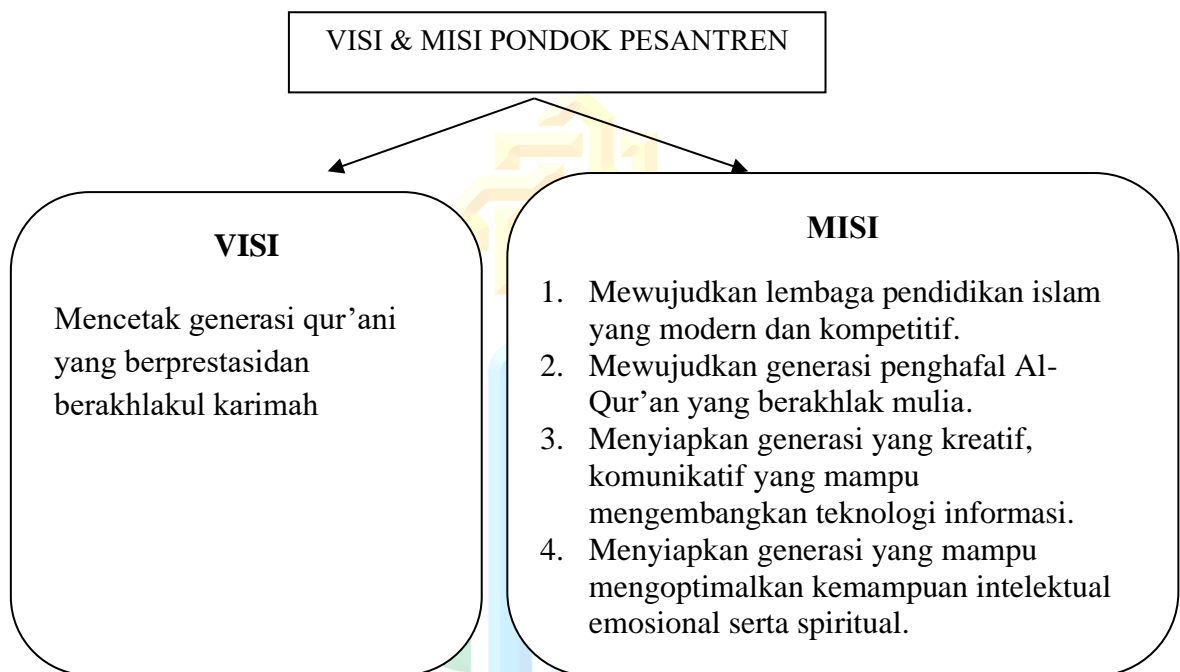 VISI & MISI PONDOK PESANTREN
VISI
Mencetak generasi qur’ani
yang berprestasidan
berakhlakul karimah
MISI
1. Mewujudkan lembaga pendidikan islam
yang modern dan kompetitif.
2. Mewujudkan generasi penghafal Al-
Qur’an yang berakhlak mulia.
3. Menyiapkan generasi yang kreatif,
komunikatif yang mampu
mengembangkan teknologi informasi.
4. Menyiapkan generasi yang mampu
mengoptimalkan kemampuan intelektual
emosional serta spiritual.